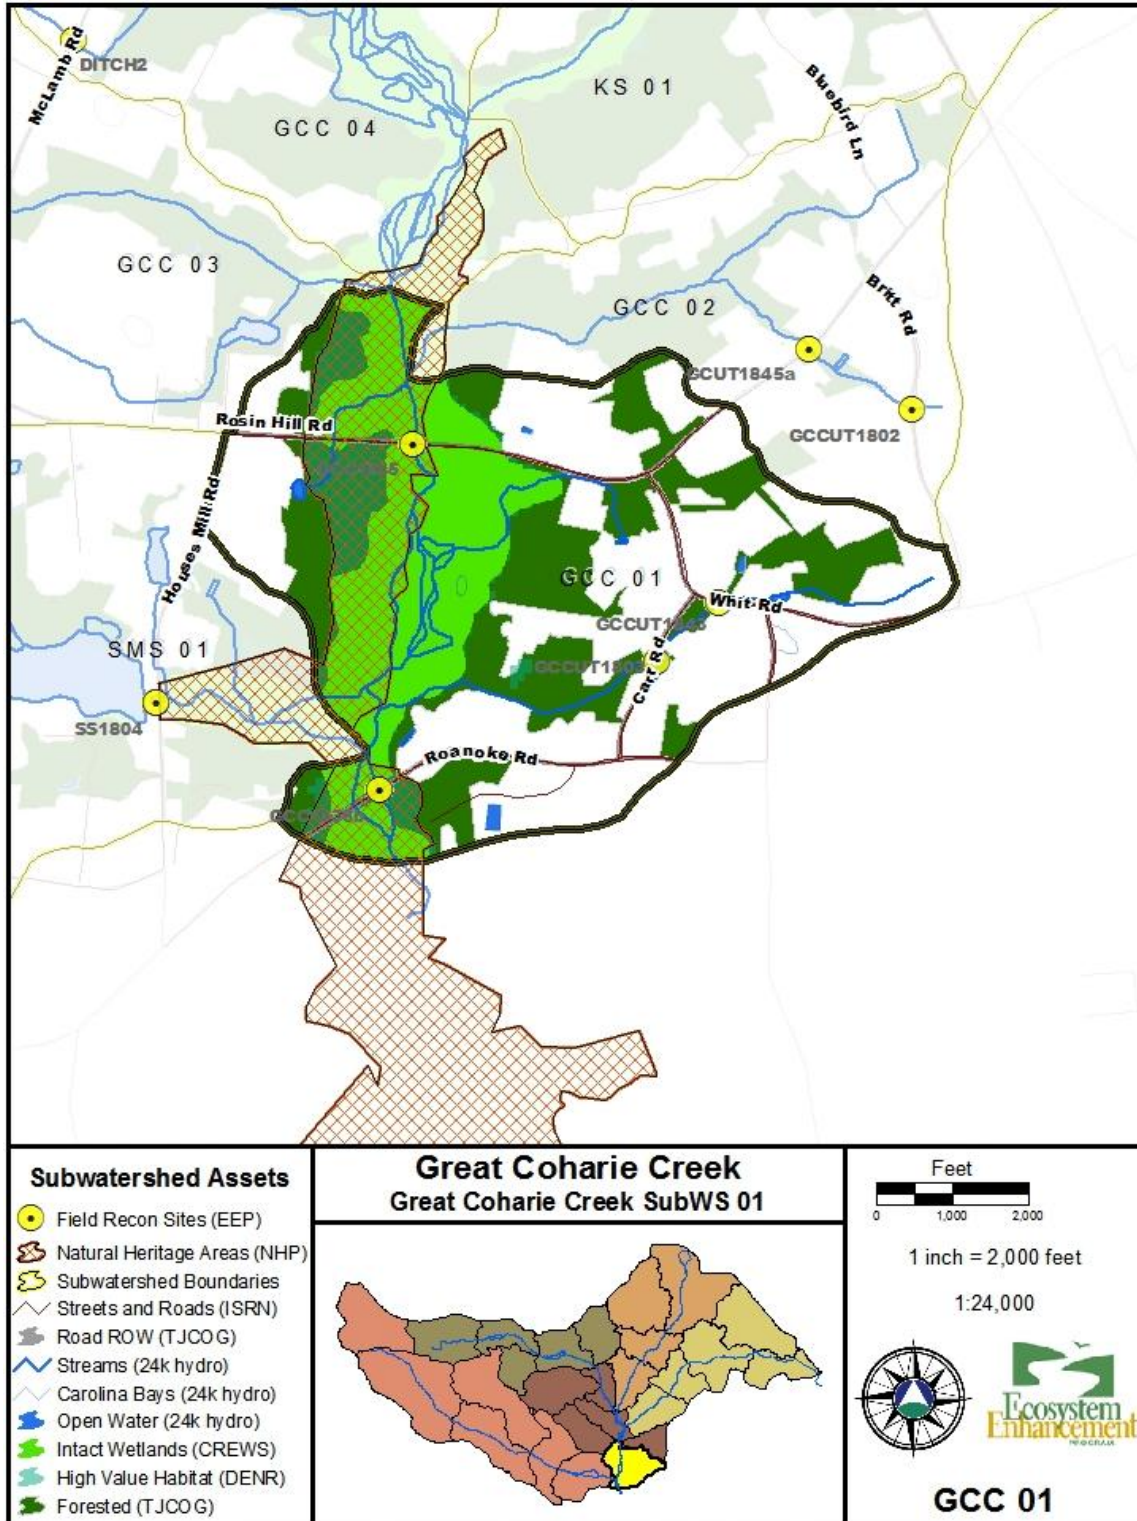 McLamb Rd
DITCH2
KS 01
Bluebird Ln
GCC 04
GCC 03
GCC 02
Britt Rd
GCUT1845a
GCCUT1802
Rosin Hill Rd
Houses Mill Rd
GCC 01
Whit Rd
SMS 01
Carr Rd
SS1804
Roanoke Rd
Subwatershed Assets
Field Recon Sites (EEP)
Natural Heritage Areas (NHP)
Subwatershed Boundaries
Streets and Roads (ISRN)
Road ROW (TJCOG)
Streams (24k hydro)
Carolina Bays (24k hydro)
Open Water (24k hydro)
Intact Wetlands (CREWS)
High Value Habitat (DENR)
Forested (TJCOG)
Great Coharie Creek
Great Coharie Creek SubWS 01
Feet
0 1,000 2,000
1 inch = 2,000 feet
1:24,000
Ecosystem
Enhancement
PROGRAM
GCC 01